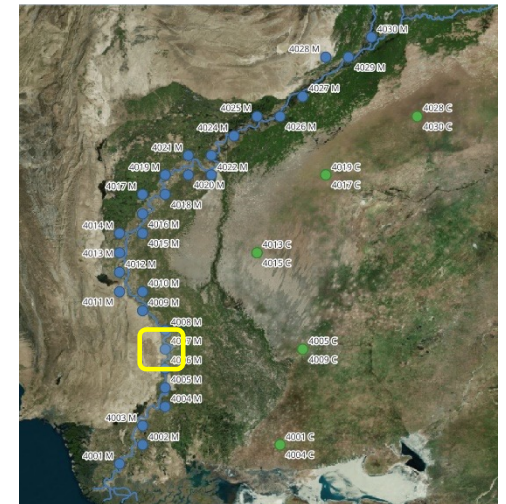 4030 M
4028 M
4029 M
4027 M
4025 M
4028 C
4024 M
4026 M
4030 C
4021 M
4019 M
4022 M
4019 C
4017 M
4020 M
4017 C
4018 M
4014 M
4016 M
4013 M
4015 M
4013 C
4012 M
4015 C
4010 M
4011 M
4009 M
4008 M
4007 M
4005 C
4006 M
4009 C
4005 M
4004 M
4003 M
4002 M
4001 C
4001 M
4004 C